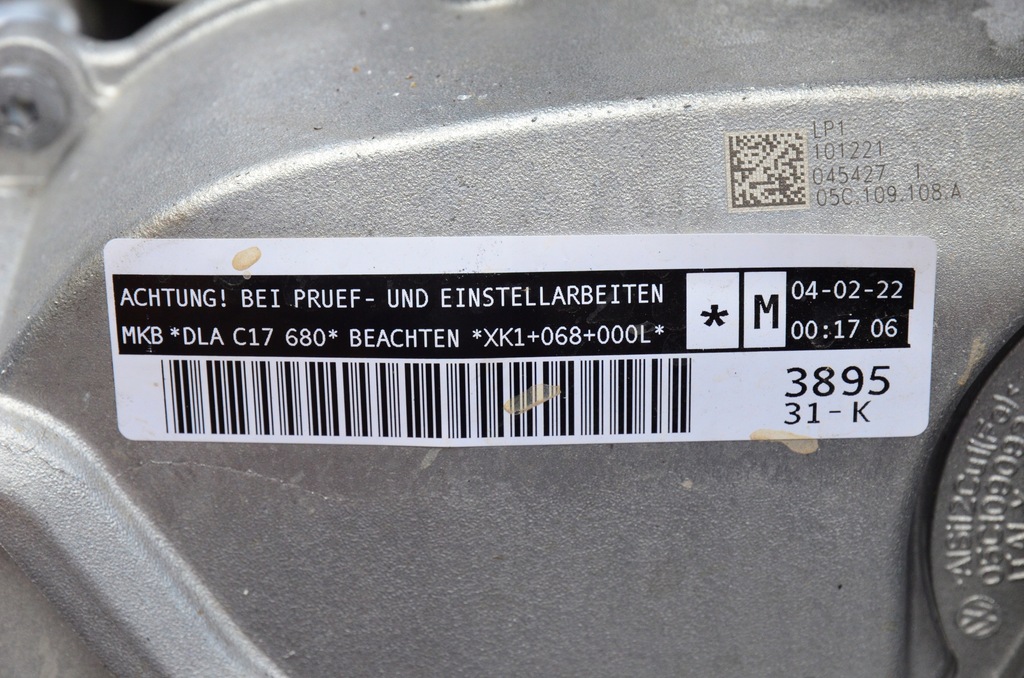 LP1
101221
045427 1
05C.109.108.A
ACHTUNG! BEI PRUEF- UND EINSTELLARBEITEN
MKB *DLA C17 680* BEACHTEN *XK1+068+000L*
* M
04-02-22
00:17 06
3895
31-K